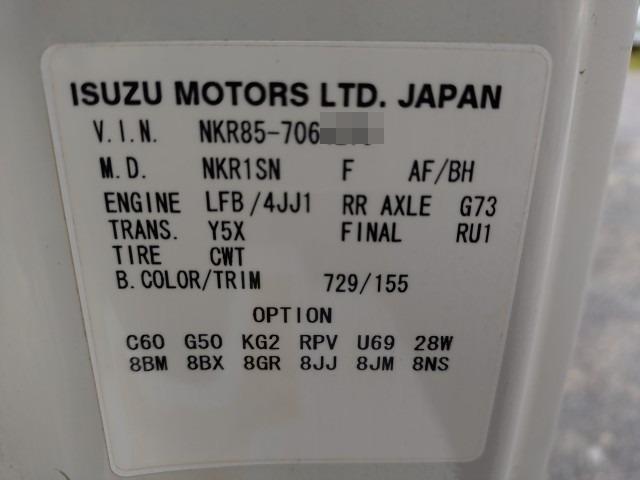 ISUZU MOTORS LTD. JAPAN
V.I.N. NKR85-706
M.D. NKR1SN F AF/BH
ENGINE LFB/4JJ1 RR AXLE G73
TRANS. Y5X FINAL RU1
TIRE CWT
B.COLOR/TRIM 729/155
OPTION
C60 G50 KG2 RPV U69 28W
8BM 8BX 8GR 8JJ 8JM 8NS